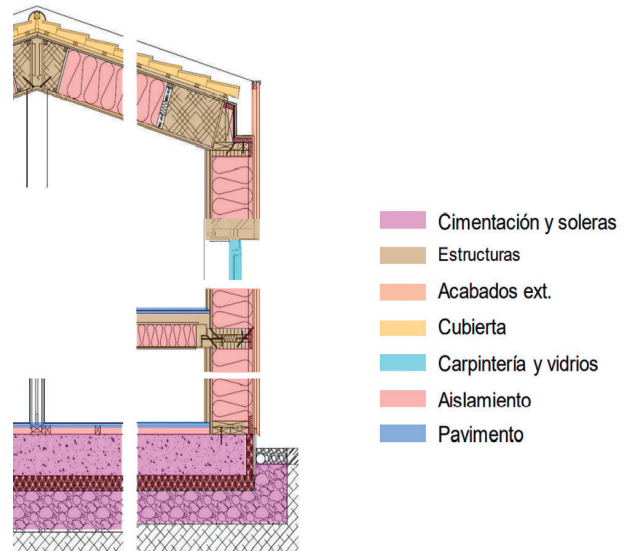 Cimentación y soleras
Estructuras
Acabados ext.
Cubierta
Carpintería y vidrios
Aislamiento
Pavimento